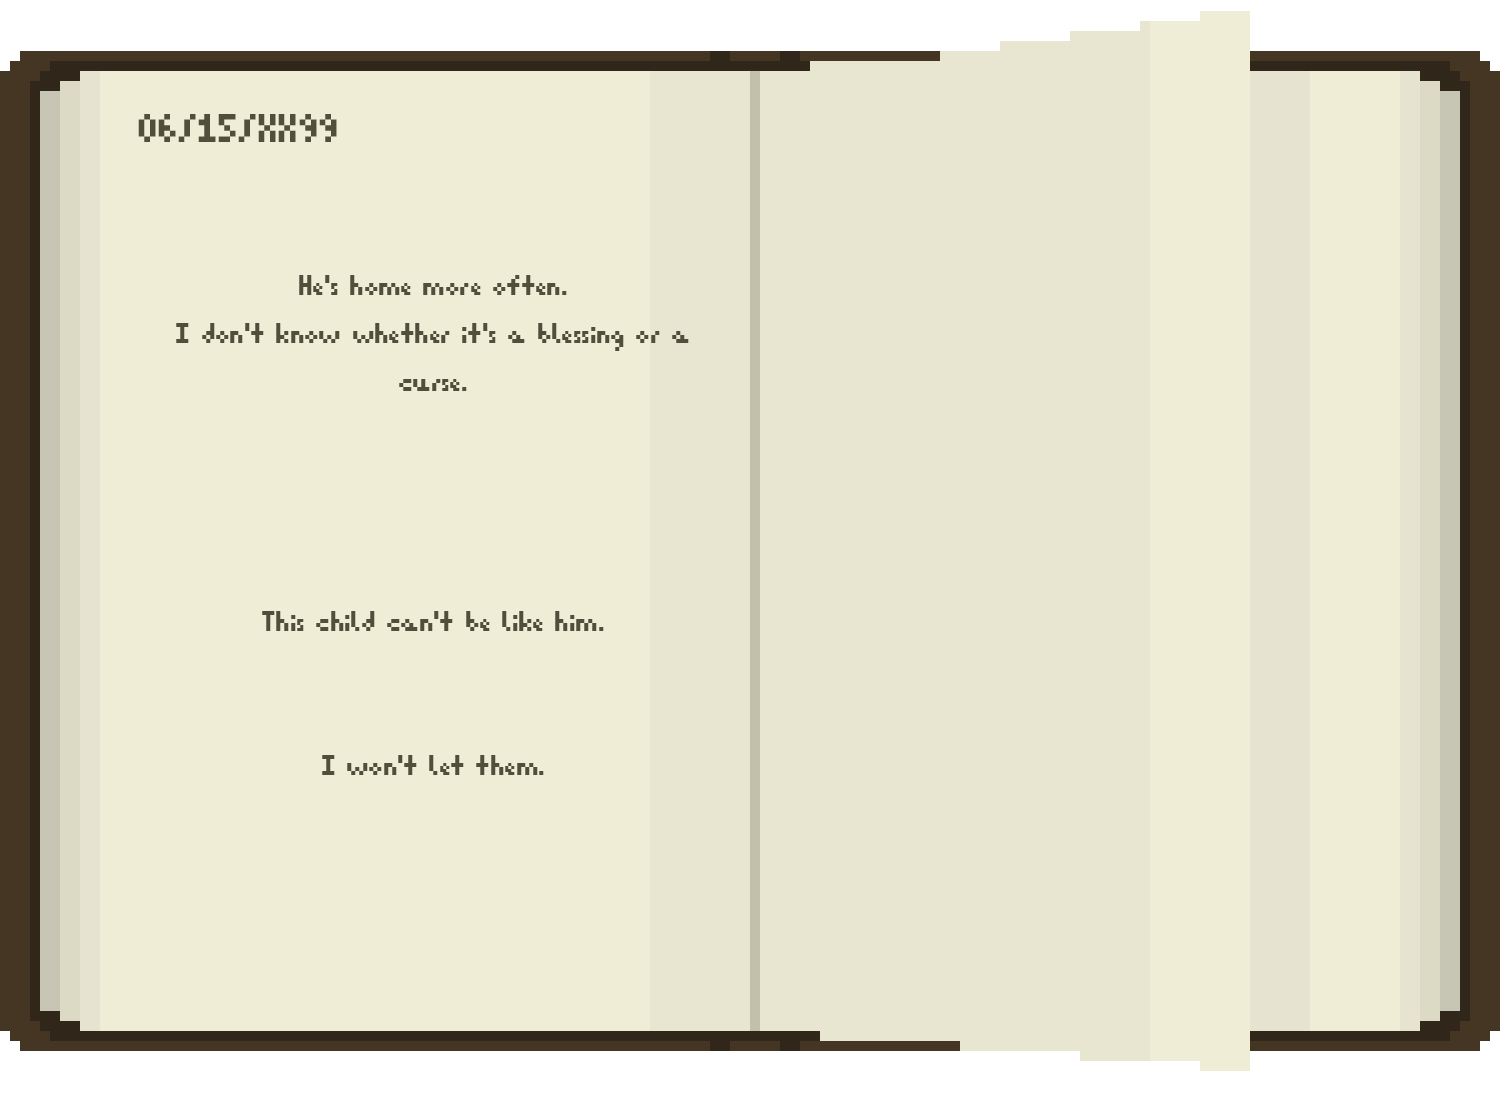 06/15/XX99
He's home more often.
I don't know whether it's a blessing or a
curse.
This child can't be like him.
I won't let them.